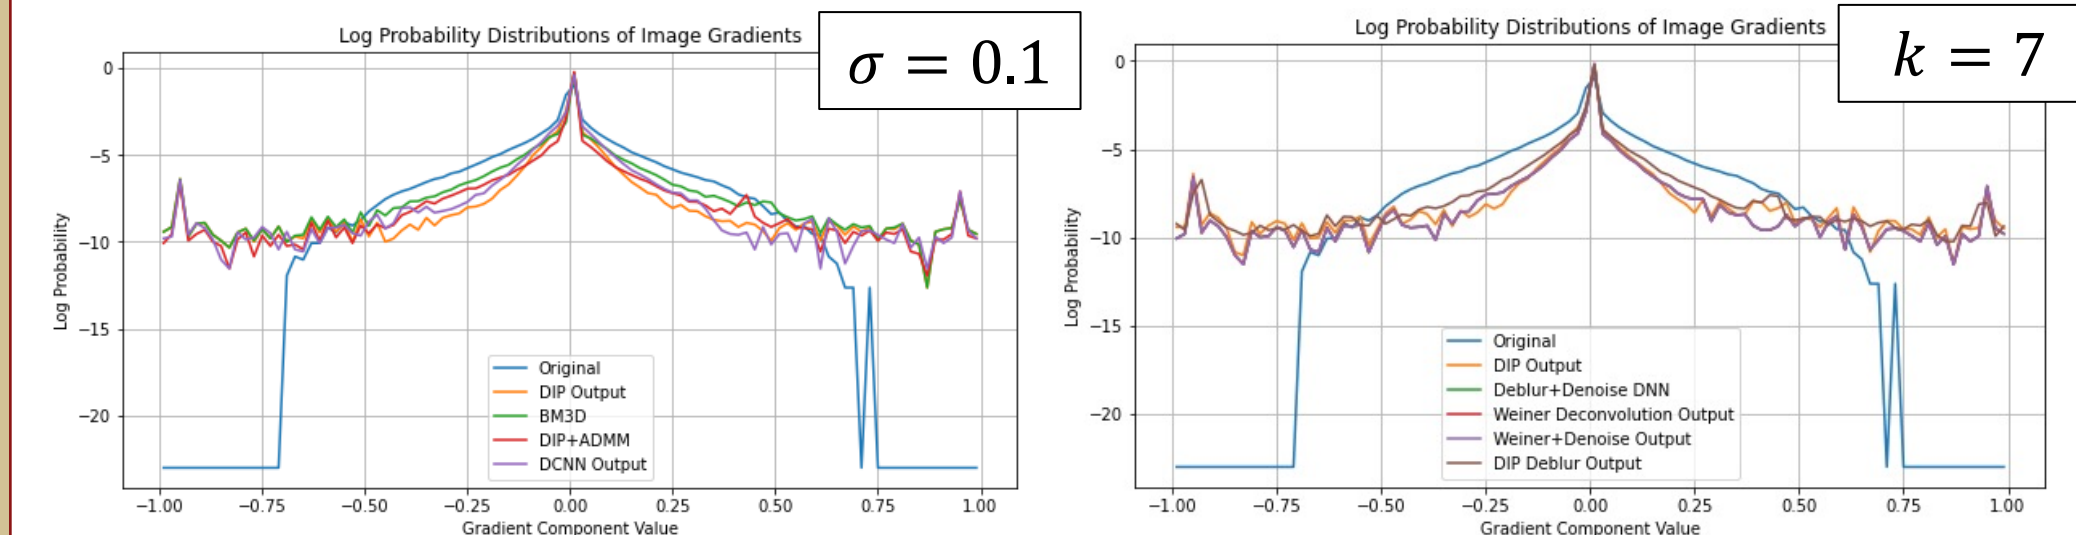 Log Probability Distributions of Image Gradients
σ = 0.1
Log Probability
0
−5
−10
−15
−20
Original
DIP Output
BM3D
DIP+ADMM
DCNN Output
−1.00 −0.75 −0.50 −0.25 0.00 0.25 0.50 0.75 1.00
Gradient Component Value
Log Probability Distributions of Image Gradients
k = 7
Log Probability
0
−5
−10
−15
−20
Original
DIP Output
Deblur+Denoise DNN
Weiner Deconvolution Output
Weiner+Denoise Output
DIP Deblur Output
−1.00 −0.75 −0.50 −0.25 0.00 0.25 0.50 0.75 1.00
Gradient Component Value